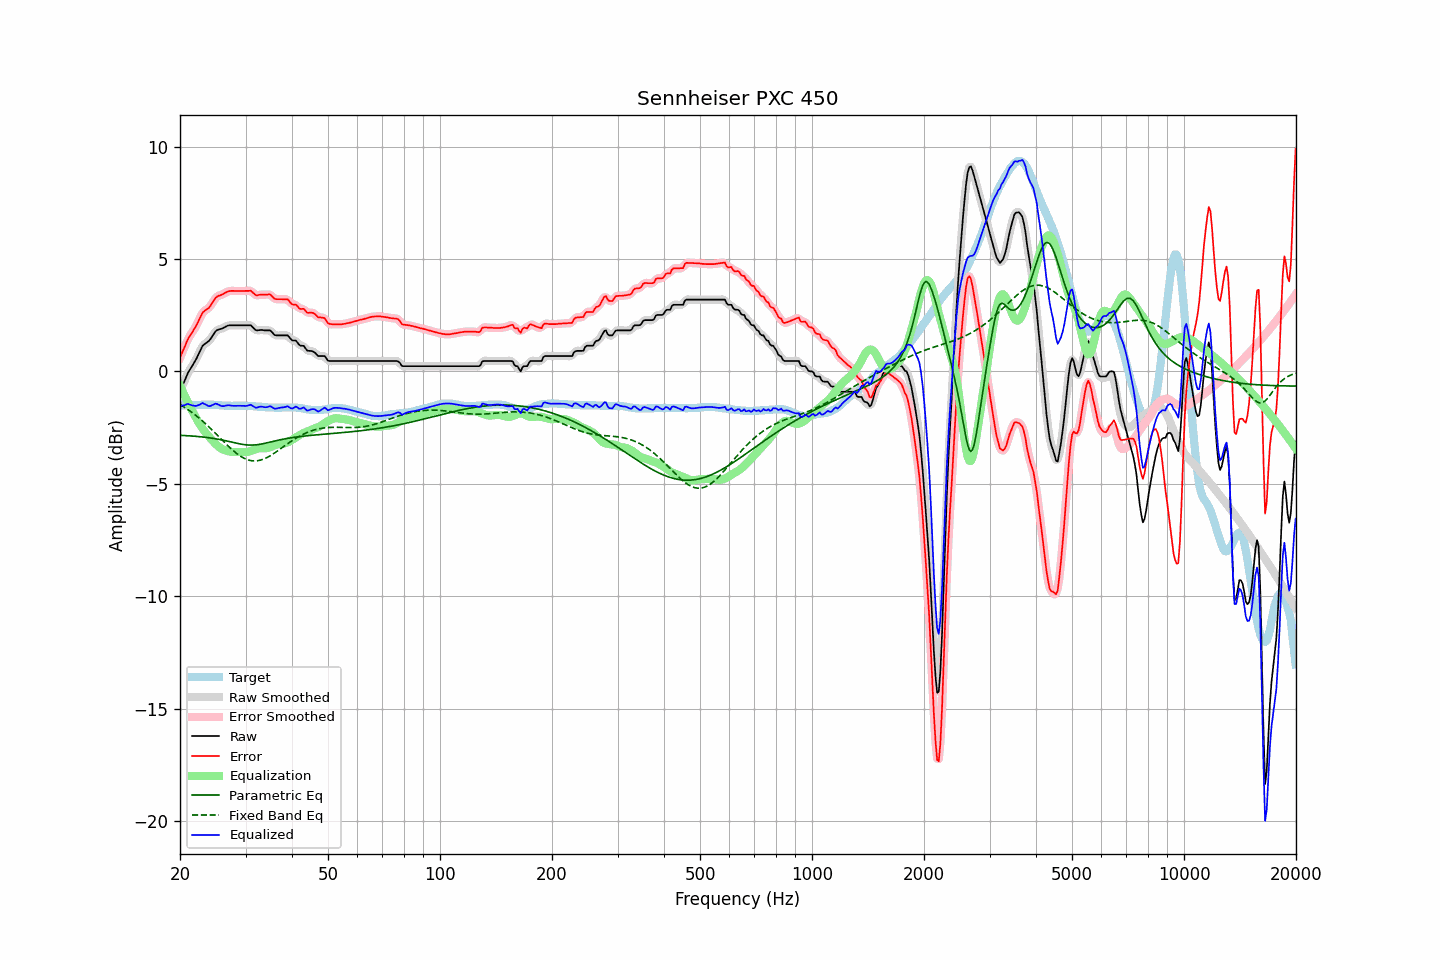 Sennheiser PXC 450
10
5
0
−5
−10
−15
−20
Amplitude (dBr)
Target
Raw Smoothed
Error Smoothed
Raw
Error
Equalization
Parametric Eq
Fixed Band Eq
Equalized
20 50 100 200 500 1000 2000 5000 10000 20000
Frequency (Hz)